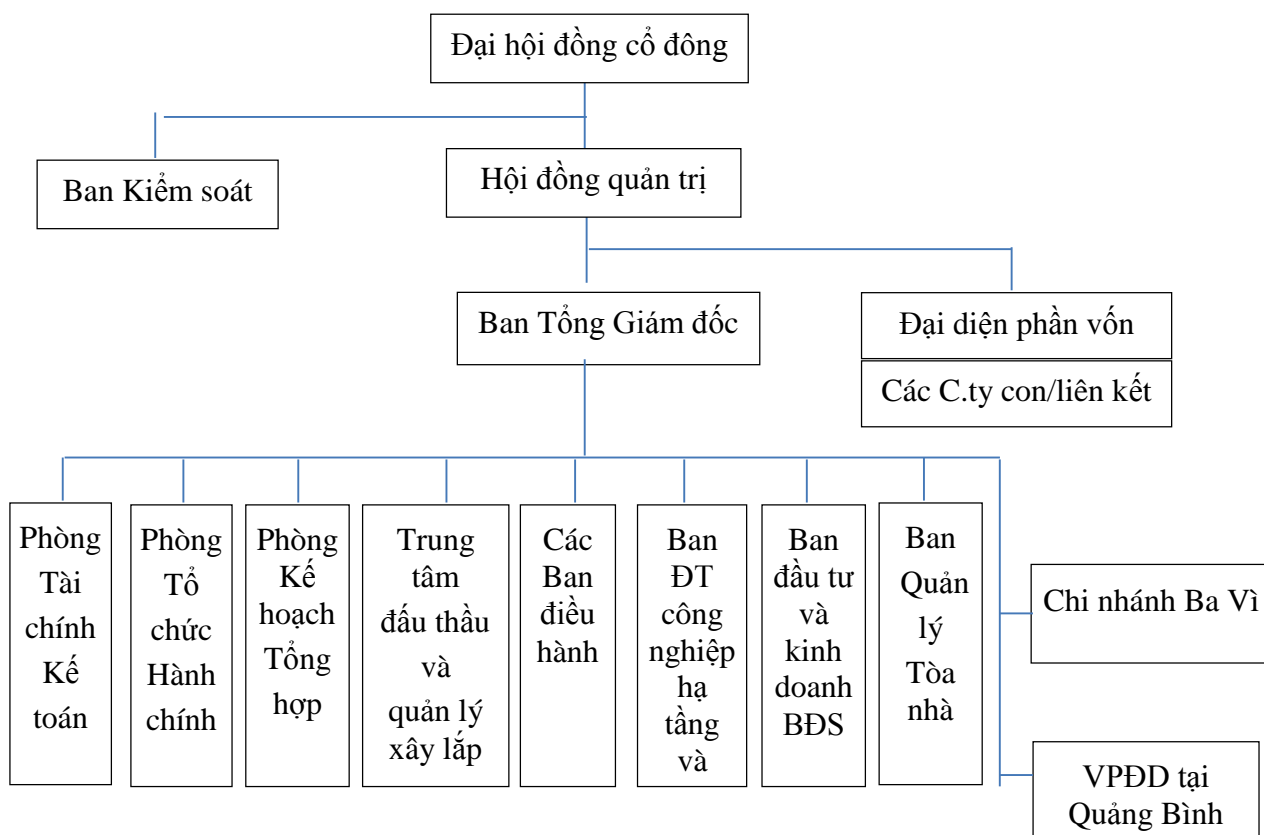 Đại hội đồng cổ đông
Ban Kiểm soát
Hội đồng quản trị
Ban Tổng Giám đốc
Đại diện phần vốn
Các C.ty con/liên kết
Phòng
Tài
chính
Kế
toán
Phòng
Tổ
chức
Hành
chính
Phòng
Kế
hoạch
Tổng
hợp
Trung
tâm
đấu thầu
và
quản lý
xây lắp
Các
Ban
điều
hành
Ban
ĐT
công
nghiệp
hạ
tầng
và
Ban
đầu tư
và
kinh
doanh
BĐS
Ban
Quản
lý
Tòa
nhà
Chi nhánh Ba Vì
VPĐD tại
Quảng Bình